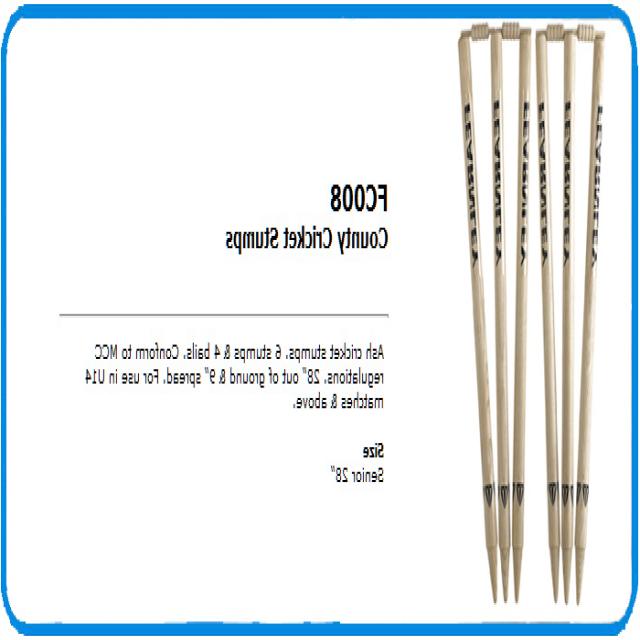 FC008
County Cricket Stumps
Ash cricket stumps. 6 stumps & 4 bails. Conform to MCC
regulations. 28" out of ground & 9" spread. For use in U14
matches & above.
Size
Senior 28"